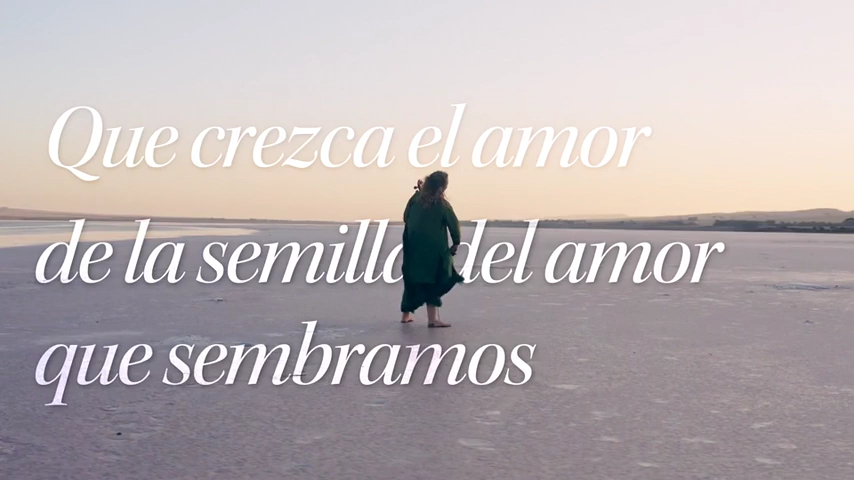 Que crezca el amor
de la semilla del amor
que sembramos